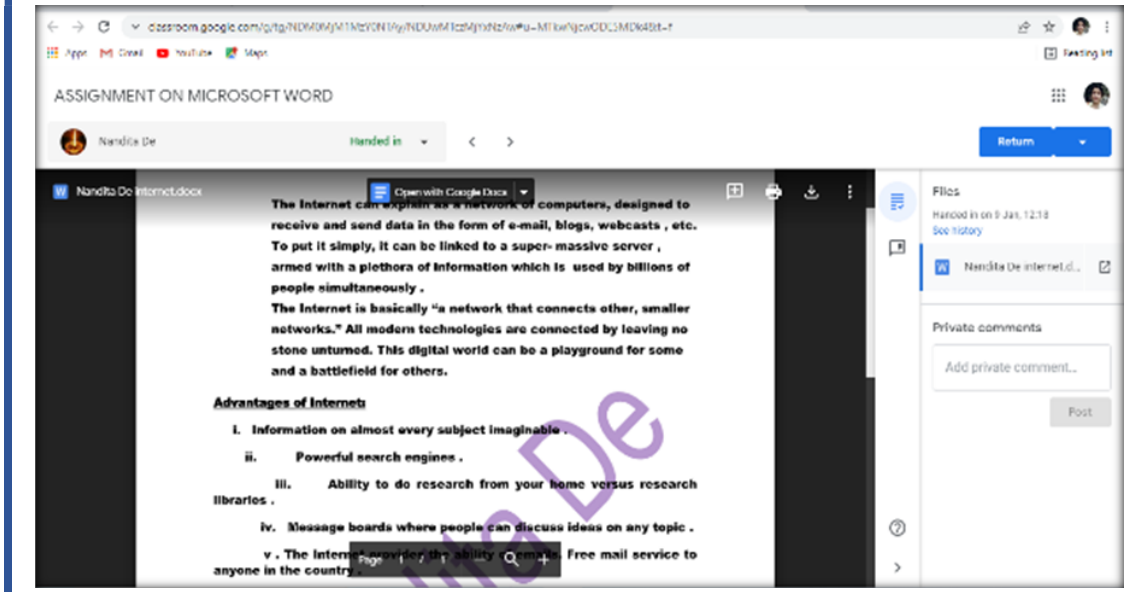 Apps Gmail YouTube Maps
Reading list
ASSIGNMENT ON MICROSOFT WORD
Nandita De Handed in
Return
Nandita De internet.docx
Open with Google Docs
The Internet can explain as a network of computers, designed to
receive and send data in the form of e-mail, blogs, webcasts , etc.
To put it simply, it can be linked to a super- massive server ,
armed with a plethora of Information which is used by billions of
people simultaneously .
The Internet is basically “a network that connects other, smaller
networks.” All modern technologies are connected by leaving no
stone unturned. This digital world can be a playground for some
and a battlefield for others.
Advantages of Internet:
i. Information on almost every subject imaginable .
ii. Powerful search engines .
iii. Ability to do research from your home versus research
libraries .
iv. Message boards where people can discuss ideas on any topic .
v . The Internet provides the ability of emails. Free mail service to
anyone in the country .
Page 1 / 1
dita De
Files
Handed in on 9 Jan, 12:18
See history
Nandita De internet.d...
Private comments
Add private comment...
Post